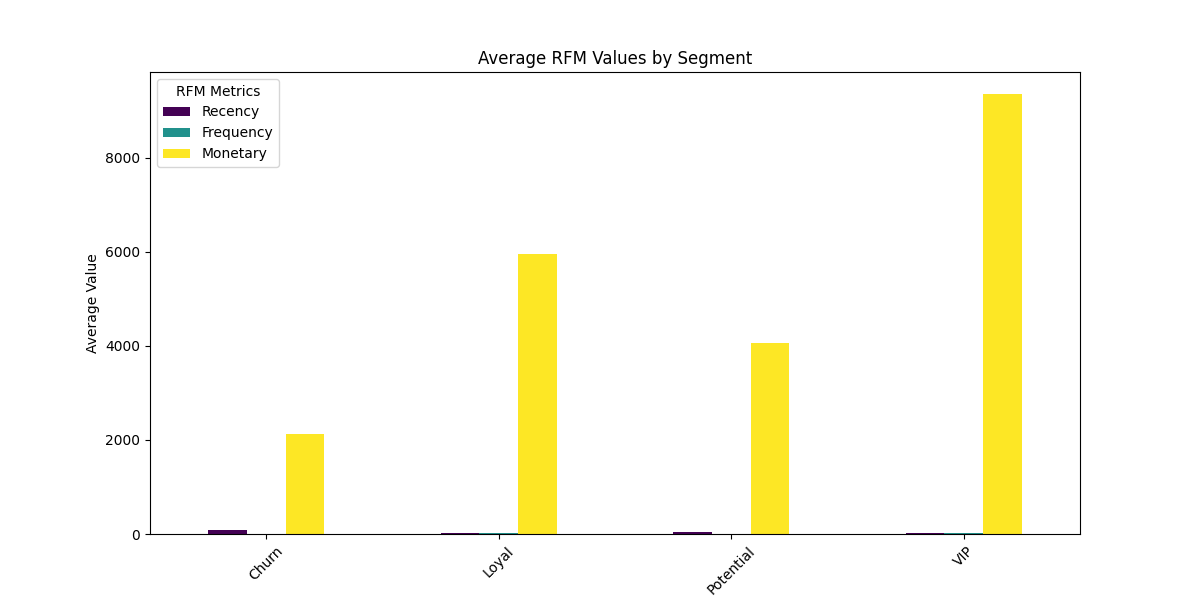 Average RFM Values by Segment
RFM Metrics
Recency
Frequency
Monetary
Average Value
8000
6000
4000
2000
0
Churn
Loyal
Potential
VIP